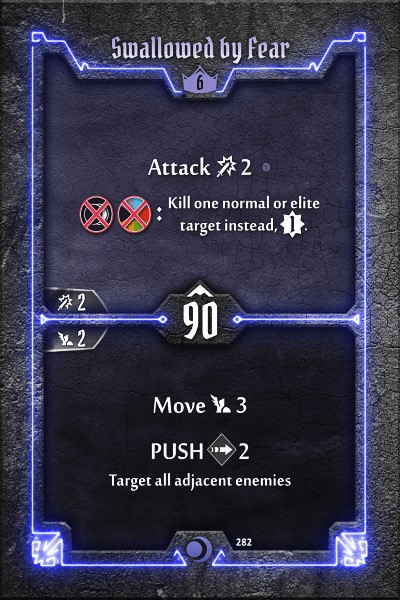 Swallowed by Fear
6
Attack 2
: Kill one normal or elite
target instead, 1.
2
90
2
Move 3
PUSH 2
Target all adjacent enemies
282